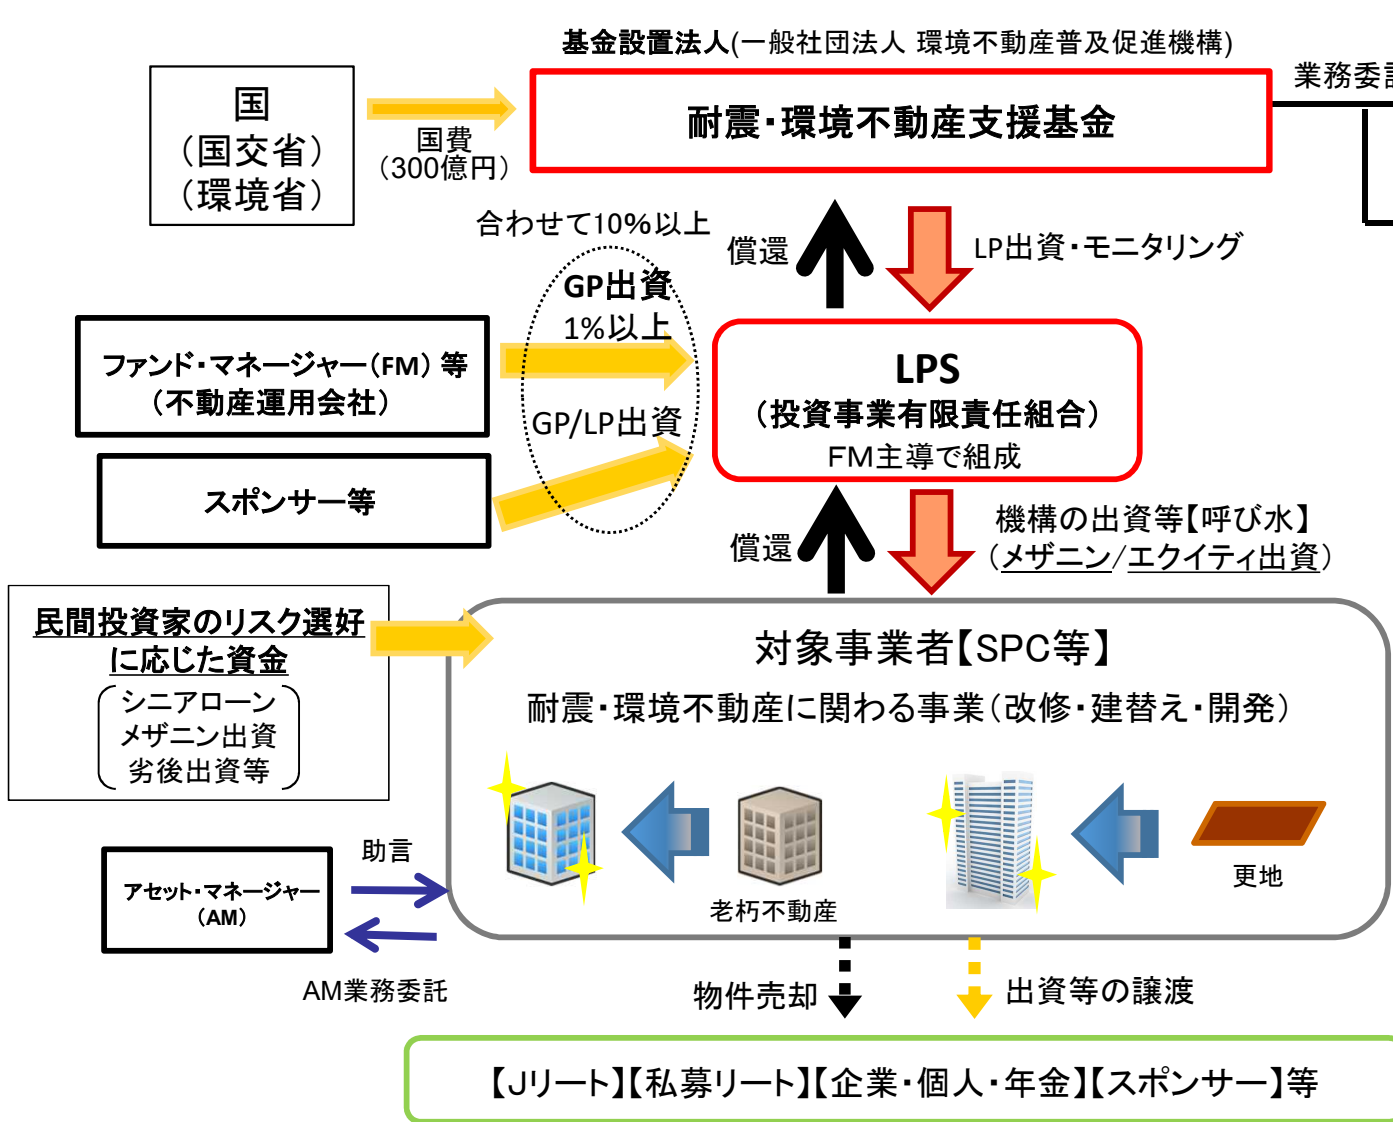 基金設置法人(一般社団法人 環境不動産普及促進機構)
業務委託
国
（国交省）
（環境省）
国費
（300億円）
耐震・環境不動産支援基金
合わせて10％以上
償還
LP出資・モニタリング
GP出資
1%以上
ファンド・マネージャー（FM）等
（不動産運用会社）
GP/LP出資
LPS
（投資事業有限責任組合）
ＦＭ主導で組成
スポンサー等
償還
機構の出資等【呼び水】
（メザニン/エクイティ出資）
民間投資家のリスク選好
に応じた資金
シニアローン
メザニン出資
劣後出資等
対象事業者【SPC等】
耐震・環境不動産に関わる事業（改修・建替え・開発）
老朽不動産
更地
アセット・マネージャー
（AM）
助言
AM業務委託
物件売却
出資等の譲渡
【Ｊリート】【私募リート】【企業・個人・年金】【スポンサー】等